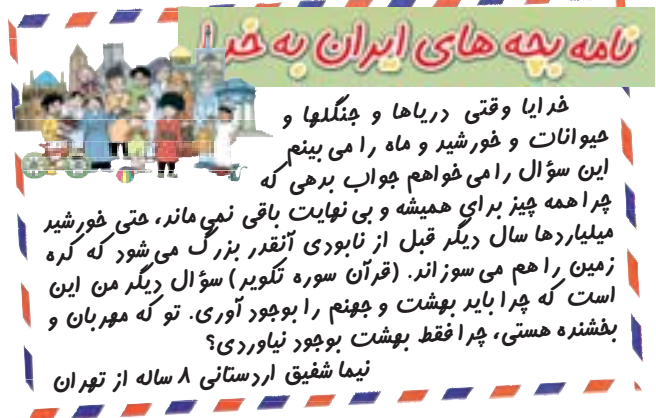 نامه بچه های ایران به خدا
خدایا وقتی دریاها و جنگلها و
حیوانات و خورشید و ماه را می بینم
این سؤال را می خواهم جواب بدهی که
چرا همه چیز برای همیشه و بی نهایت باقی نمی ماند، حتی خورشید
میلیاردها سال دیگر قبل از نابودی آنقدر بزرگ می شود که کره
زمین را هم می سوزاند. (قرآن سوره تکویر) سؤال دیگر من این
است که چرا باید بهشت و جهنم را بوجود آوری. تو که مهربان و
بخشنده هستی، چرا فقط بهشت بوجود نیاوردی؟
نیما شفیق اردستانی ۸ ساله از تهران